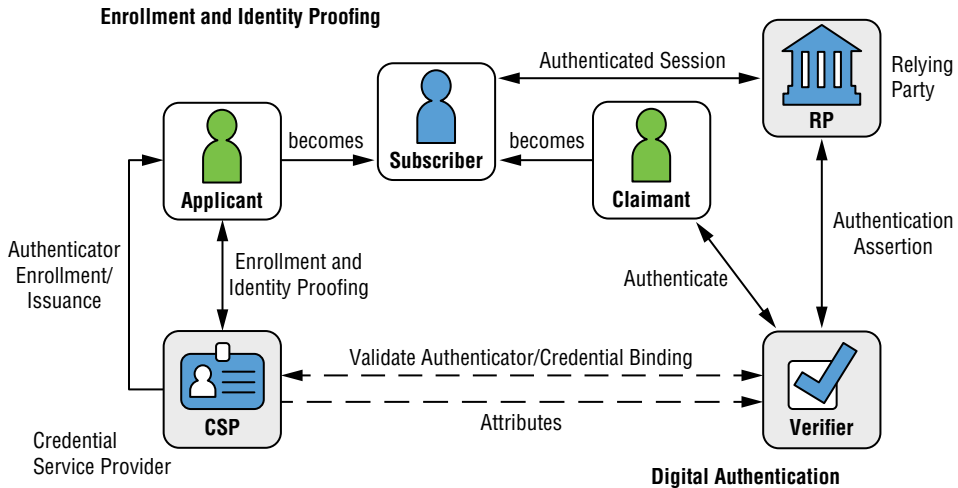 Enrollment and Identity Proofing
Authenticated Session
Relying
Party
RP
becomes
Subscriber
becomes
Applicant
Claimant
Authenticator
Enrollment/
Issuance
Enrollment and
Identity Proofing
Authenticate
Authentication
Assertion
Validate Authenticator/Credential Binding
CSP
Attributes
Verifier
Credential
Service Provider
Digital Authentication